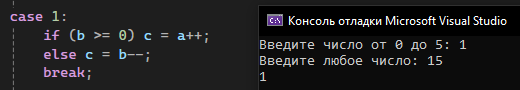 case 1:
if (b >= 0) c = a++;
else c = b--;
break;
Консоль отладки Microsoft Visual Studio
Введите число от 0 до 5: 1
Введите любое число: 15
1